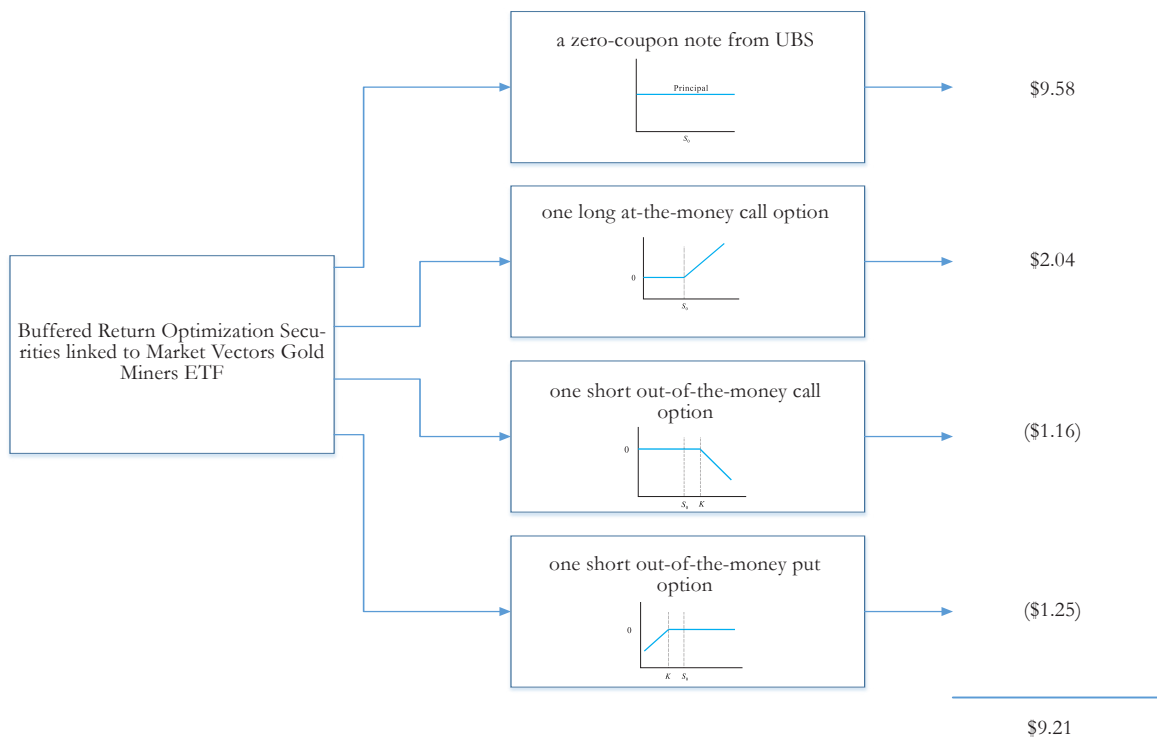 a zero-coupon note from UBS
Principal
S₀
$9.58
one long at-the-money call option
0
S₀
$2.04
Buffered Return Optimization Secu-
rities linked to Market Vectors Gold
Miners ETF
one short out-of-the-money call
option
0
S₀ K
($1.16)
one short out-of-the-money put
option
0
K S₀
($1.25)
$9.21